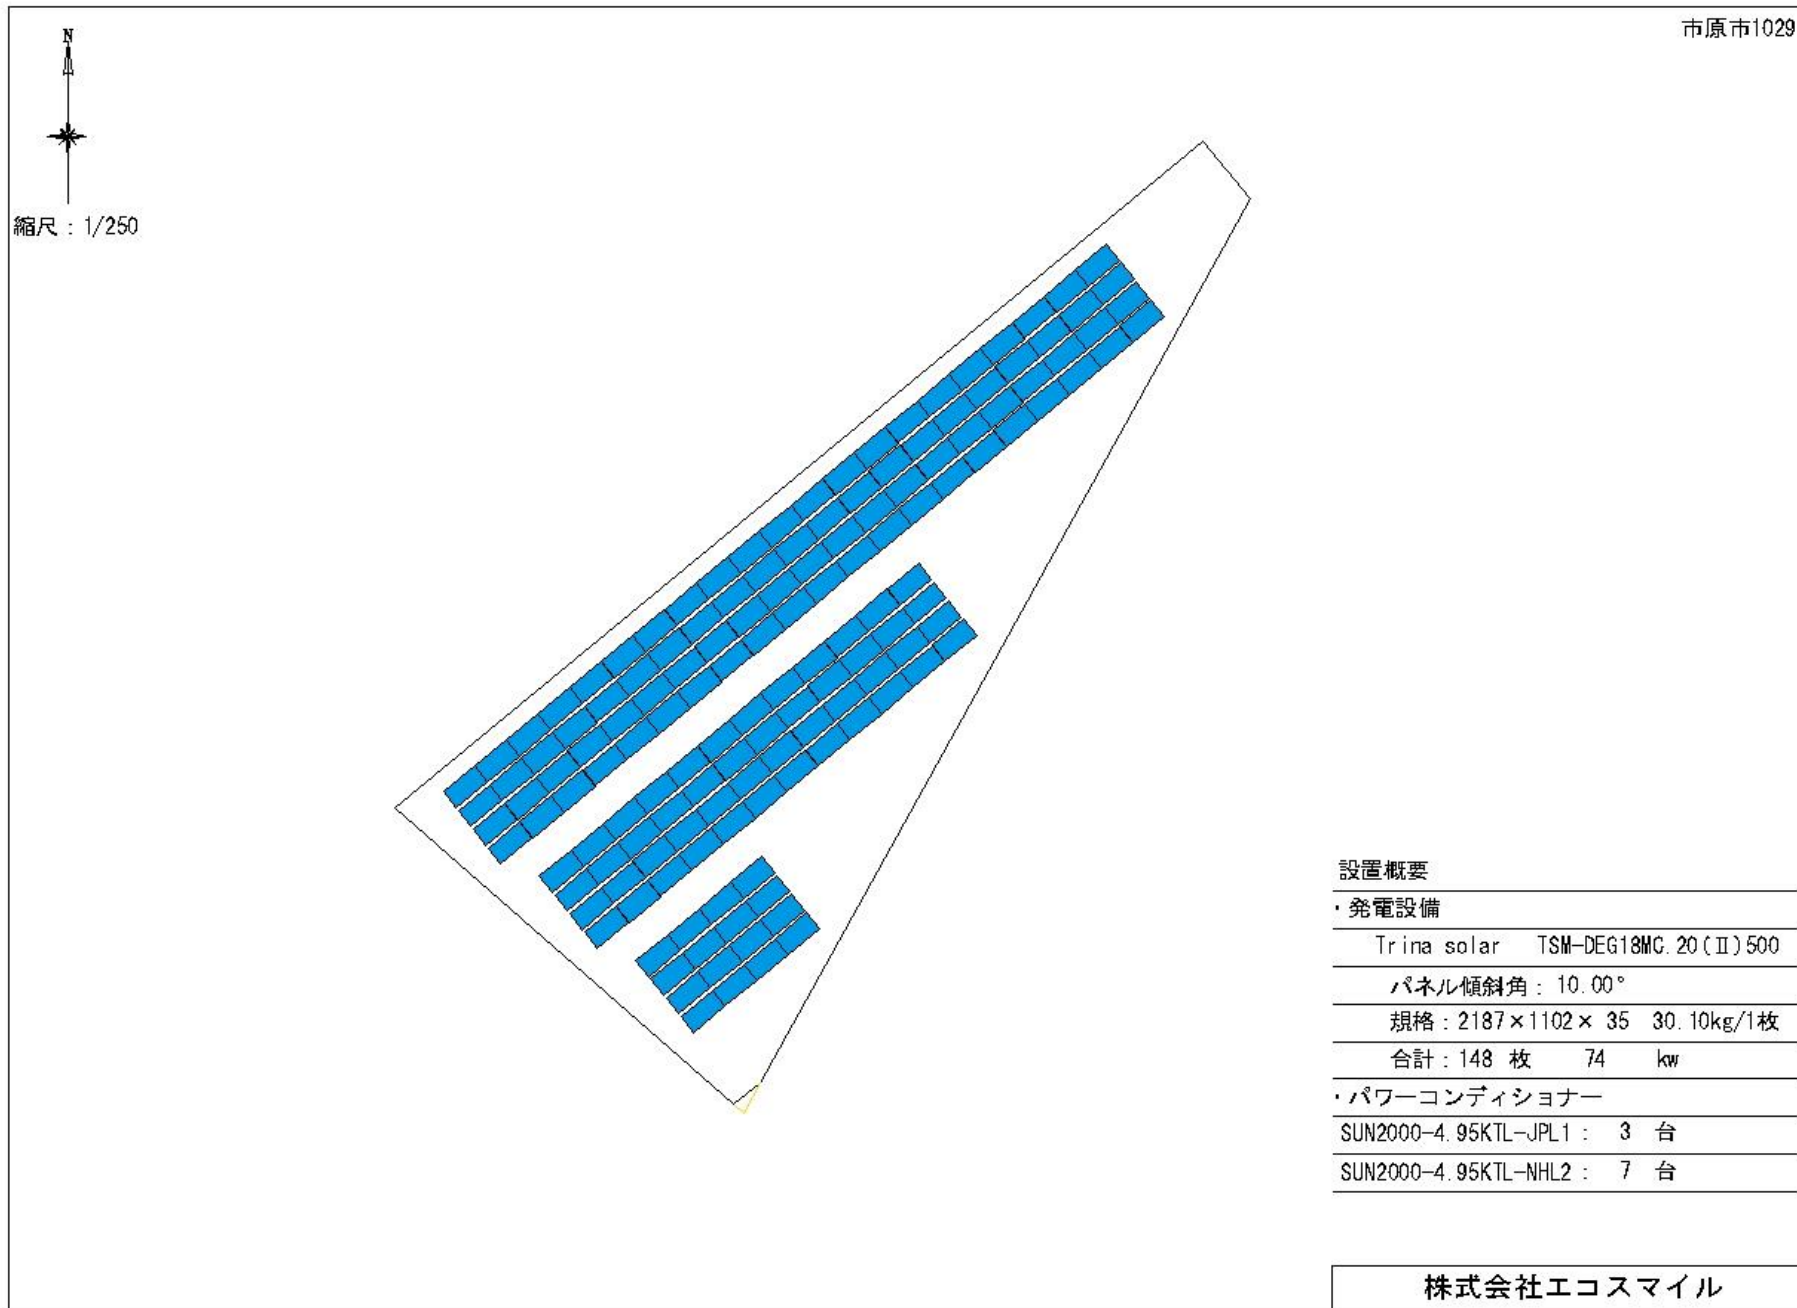 市原市1029
N
縮尺：1/250
設置概要
・発電設備
Trina solar TSM-DEG18MC.20(Ⅱ)500
パネル傾斜角：10.00°
規格：2187×1102× 35 30.10kg/1枚
合計：148 枚 74 kw
・パワーコンディショナー
SUN2000-4.95KTL-JPL1： 3 台
SUN2000-4.95KTL-NHL2： 7 台
株式会社エコスマイル